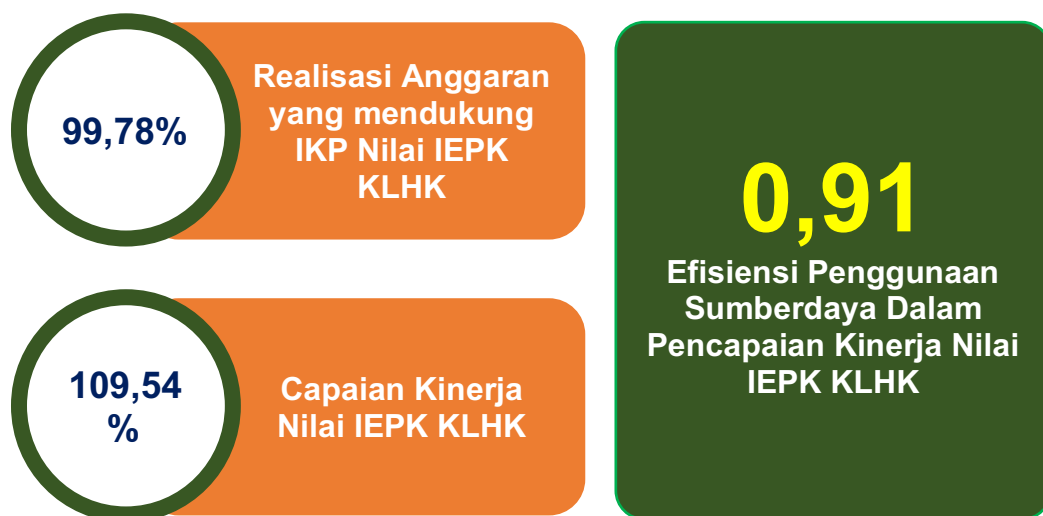 99,78%
Realisasi Anggaran
yang mendukung
IKP Nilai IEPK
KLHK
109,54
%
Capaian Kinerja
Nilai IEPK KLHK
0,91
Efisiensi Penggunaan
Sumberdaya Dalam
Pencapaian Kinerja Nilai
IEPK KLHK